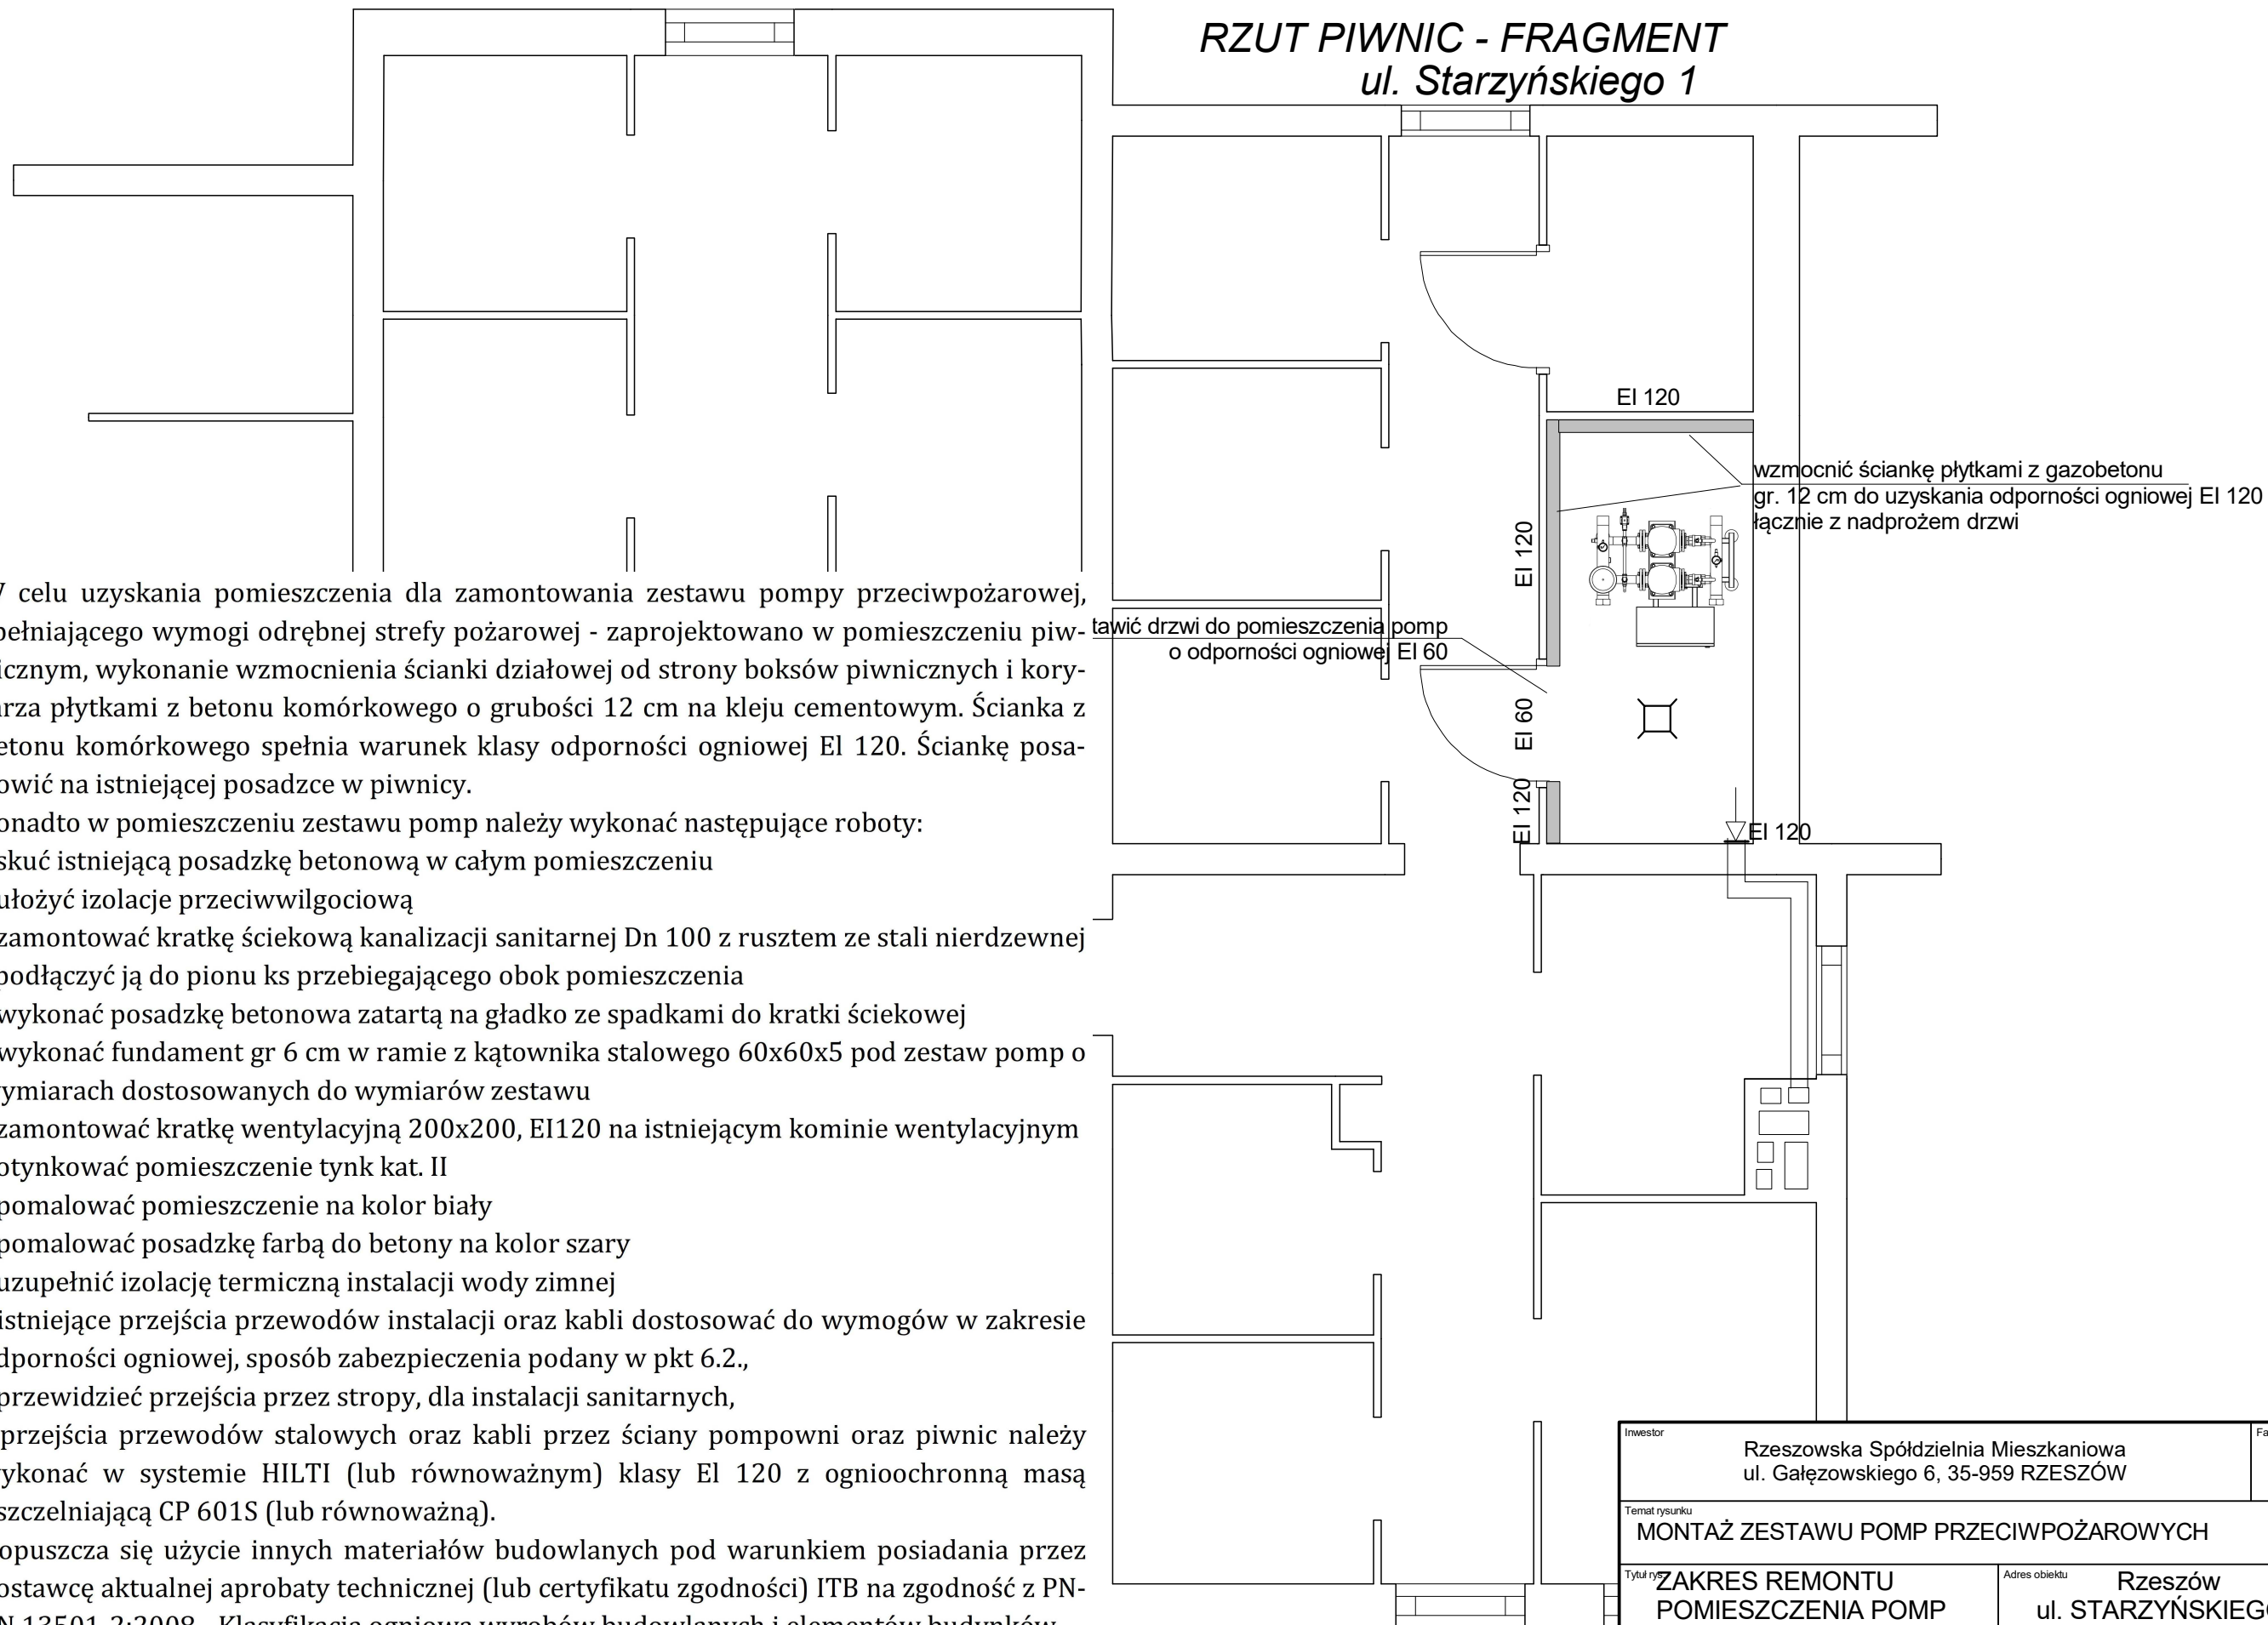 RZUT PIWNIC - FRAGMENT
ul. Starzyńskiego 1
EI 120
wzmocnić ściankę płytkami z gazobetonu
gr. 12 cm do uzyskania odporności ogniowej EI 120
łącznie z nadprożem drzwi
EI 120
tawić drzwi do pomieszczenia pomp
o odporności ogniowej EI 60
EI 60
EI 120
EI 120
celu uzyskania pomieszczenia dla zamontowania zestawu pompy przeciwpożarowej,
pełniającego wymogi odrębnej strefy pożarowej - zaprojektowano w pomieszczeniu piw-
icznym, wykonanie wzmocnienia ścianki działowej od strony boksów piwnicznych i kory-
arza płytkami z betonu komórkowego o grubości 12 cm na kleju cementowym. Ścianka z
etonu komórkowego spełnia warunek klasy odporności ogniowej El 120. Ściankę posa-
owić na istniejącej posadzce w piwnicy.
onadto w pomieszczeniu zestawu pomp należy wykonać następujące roboty:
skuć istniejącą posadzkę betonową w całym pomieszczeniu
ułożyć izolacje przeciwwilgociową
zamontować kratkę ściekową kanalizacji sanitarnej Dn 100 z rusztem ze stali nierdzewnej
podłączyć ją do pionu ks przebiegającego obok pomieszczenia
wykonać posadzkę betonowa zatartą na gładko ze spadkami do kratki ściekowej
wykonać fundament gr 6 cm w ramie z kątownika stalowego 60x60x5 pod zestaw pomp o
ymiarach dostosowanych do wymiarów zestawu
zamontować kratkę wentylacyjną 200x200, EI120 na istniejącym kominie wentylacyjnym
otynkować pomieszczenie tynk kat. II
pomalować pomieszczenie na kolor biały
pomalować posadzkę farbą do betony na kolor szary
uzupełnić izolację termiczną instalacji wody zimnej
istniejące przejścia przewodów instalacji oraz kabli dostosować do wymogów w zakresie
dporności ogniowej, sposób zabezpieczenia podany w pkt 6.2.,
przewidzieć przejścia przez stropy, dla instalacji sanitarnych,
przejścia przewodów stalowych oraz kabli przez ściany pompowni oraz piwnic należy
ykonać w systemie HILTI (lub równoważnym) klasy El 120 z ognioochronną masą
szczelniającą CP 601S (lub równoważną).
opuszcza się użycie innych materiałów budowlanych pod warunkiem posiadania przez
ostawcę aktualnej aprobaty technicznej (lub certyfikatu zgodności) ITB na zgodność z PN-
N 13501-2:2008 - Klasyfikacja ogniowa wyrobów budowlanych i elementów budynków
Inwestor
Rzeszowska Spółdzielnia Mieszkaniowa
ul. Gałęzowskiego 6, 35-959 RZESZÓW
Fa
Temat rysunku
MONTAŻ ZESTAWU POMP PRZECIWPOŻAROWYCH
Tytuł rys.
ZAKRES REMONTU
POMIESZCZENIA POMP
Adres obiektu
Rzeszów
ul. STARZYŃSKIEGO